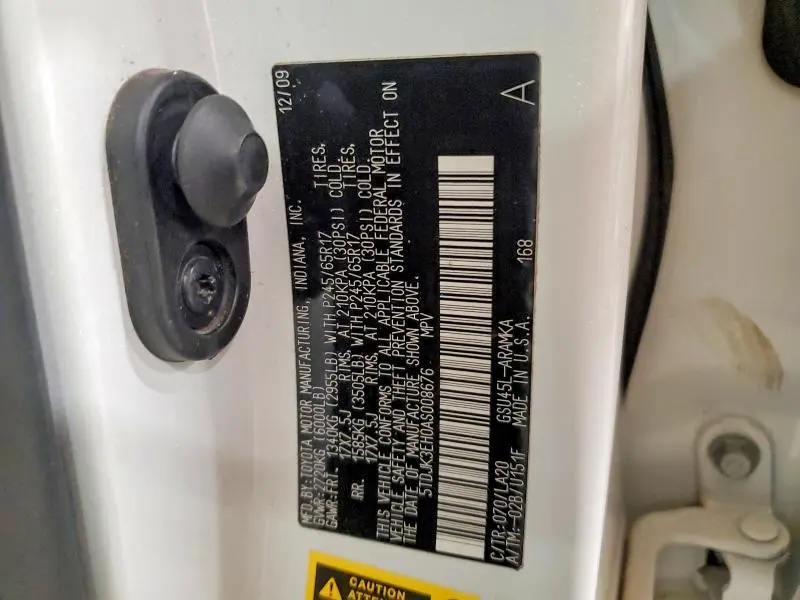 MFD.BY:TOYOTA MOTOR MANUFACTURING, INDIANA, INC. 12/09
GVWR:2720KG (6000LB)
GAWR:FRT. 1340KG (2955LB) WITH P245/65R17 TIRES,
17X7.5J RIMS, AT 210KPA (30PSI) COLD.
RR. 1585KG (3505LB) WITH P245/65R17 TIRES,
17X7.5J RIMS, AT 210KPA (30PSI) COLD.
THIS VEHICLE CONFORMS TO ALL APPLICABLE FEDERAL MOTOR
VEHICLE SAFETY AND THEFT PREVENTION STANDARDS IN EFFECT ON
THE DATE OF MANUFACTURE SHOWN ABOVE.
5TDJK3EH0AS008676 MPV
C/TR:070/LA20 GSU45L-ARAMKA 168 A
A/TM:-02B/U151F MADE IN U.S.A.
CAUTION